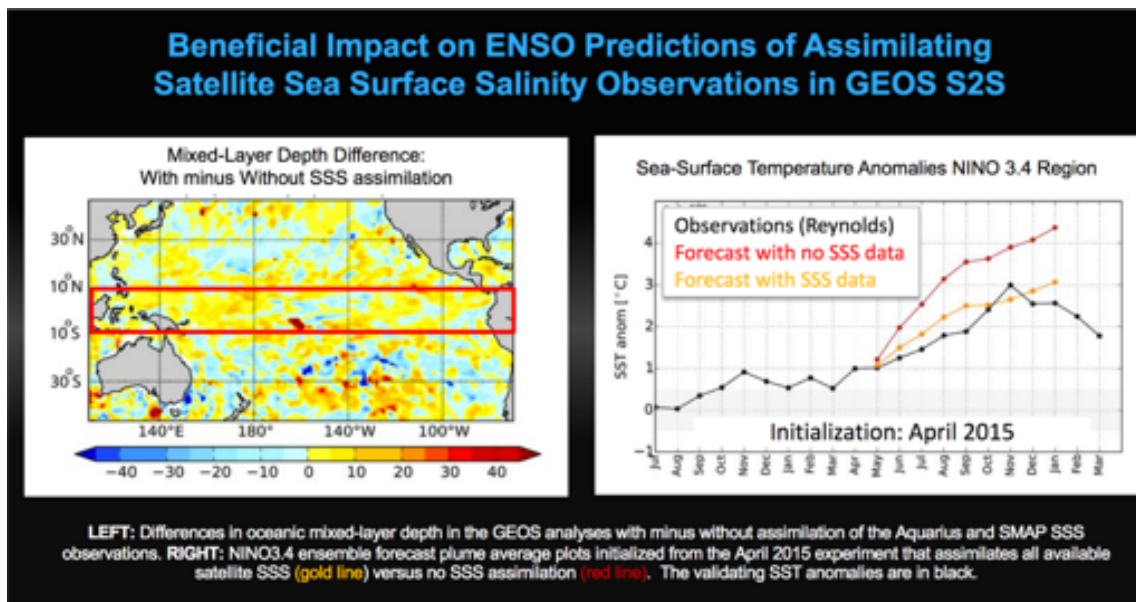 Beneficial Impact on ENSO Predictions of Assimilating
Satellite Sea Surface Salinity Observations in GEOS S2S
Mixed-Layer Depth Difference:
With minus Without SSS assimilation
30°N
10°N
10°S
30°S
140°E
180°
140°W
100°W
−40
−30
−20
−10
0
10
20
30
40
Sea-Surface Temperature Anomalies NINO 3.4 Region
Observations (Reynolds)
Forecast with no SSS data
Forecast with SSS data
SST anom [°C]
4
3
2
1
0
−1
Initialization: April 2015
Jul
Aug
Sep
Oct
Nov
Dec
Jan
Feb
Mar
Apr
May
Jun
Jul
Aug
Sep
Oct
Nov
Dec
Jan
Feb
Mar
LEFT: Differences in oceanic mixed-layer depth in the GEOS analyses with minus without assimilation of the Aquarius and SMAP SSS
observations. RIGHT: NINO3.4 ensemble forecast plume average plots initialized from the April 2015 experiment that assimilates all available
satellite SSS (gold line) versus no SSS assimilation (red line). The validating SST anomalies are in black.